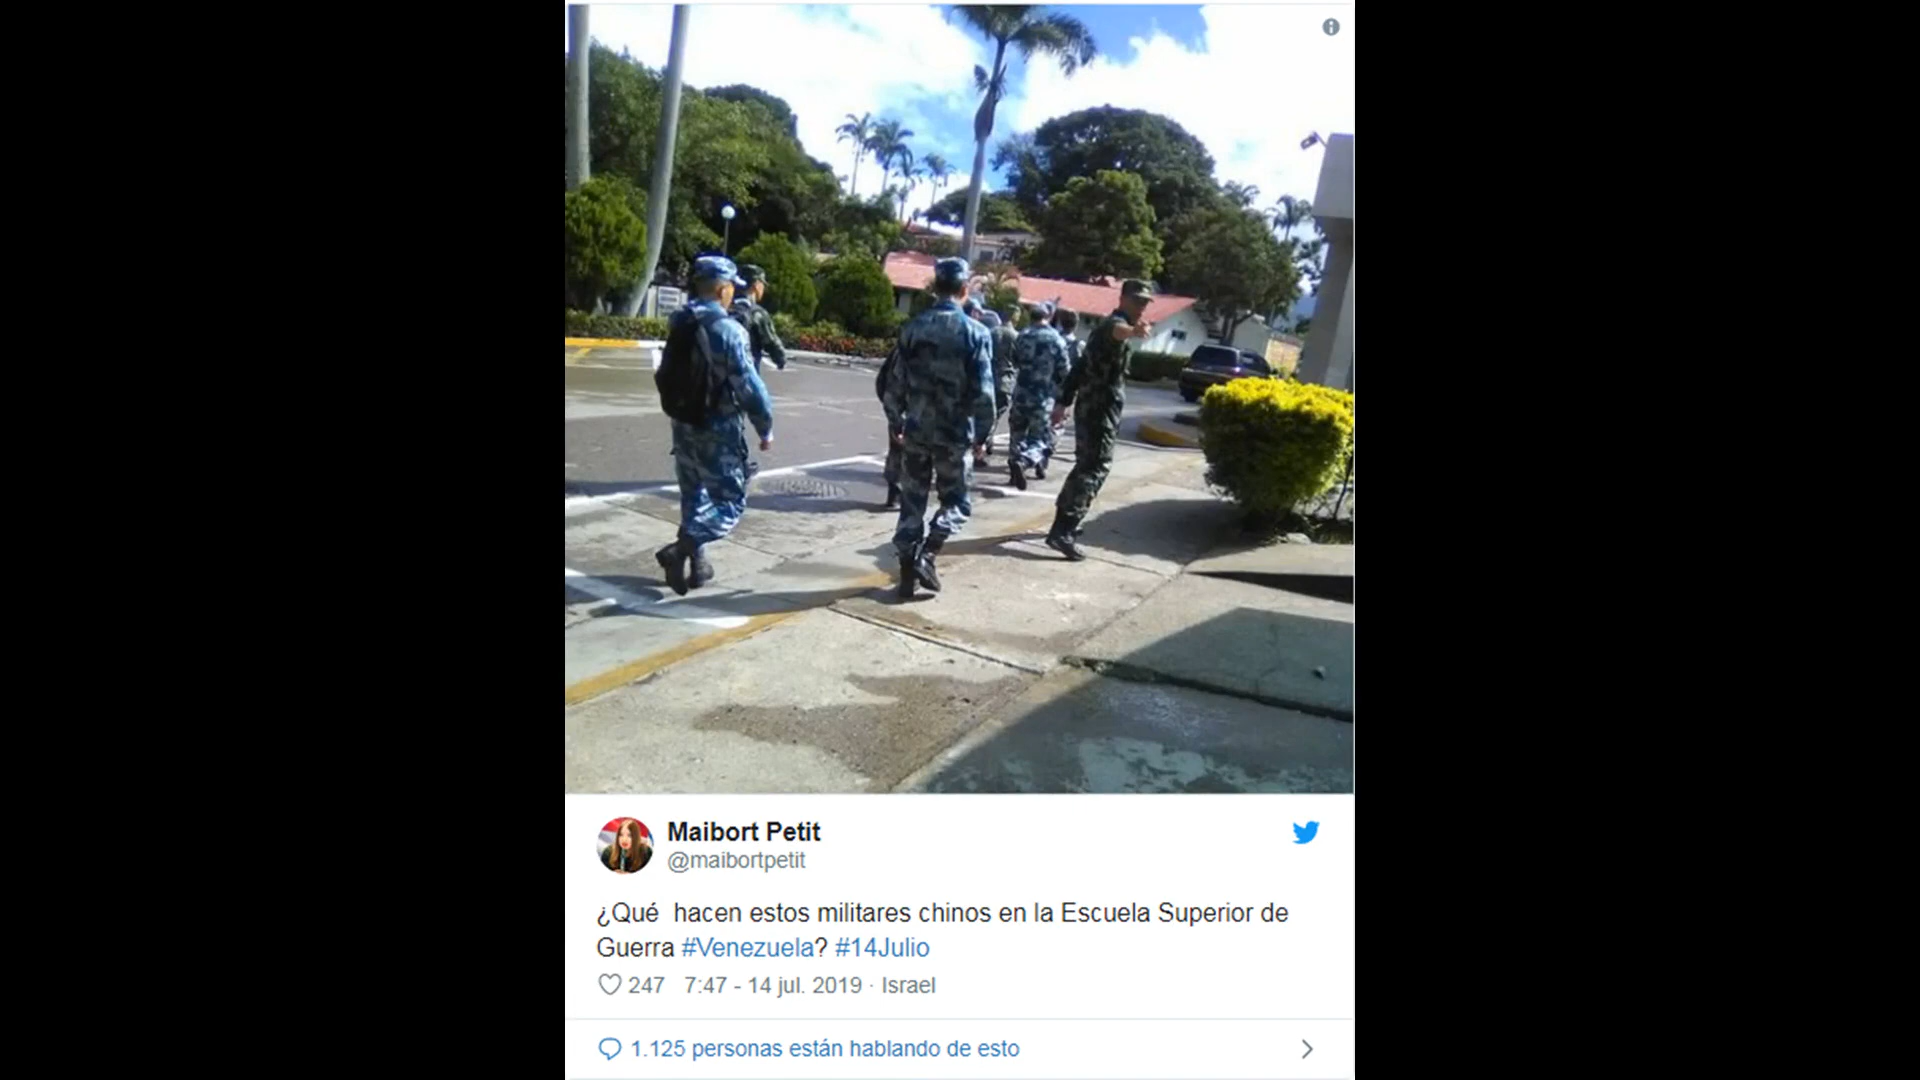 Maibort Petit
@maibortpetit
¿Qué hacen estos militares chinos en la Escuela Superior de
Guerra #Venezuela? #14Julio
247 7:47 - 14 jul. 2019 · Israel
1.125 personas están hablando de esto